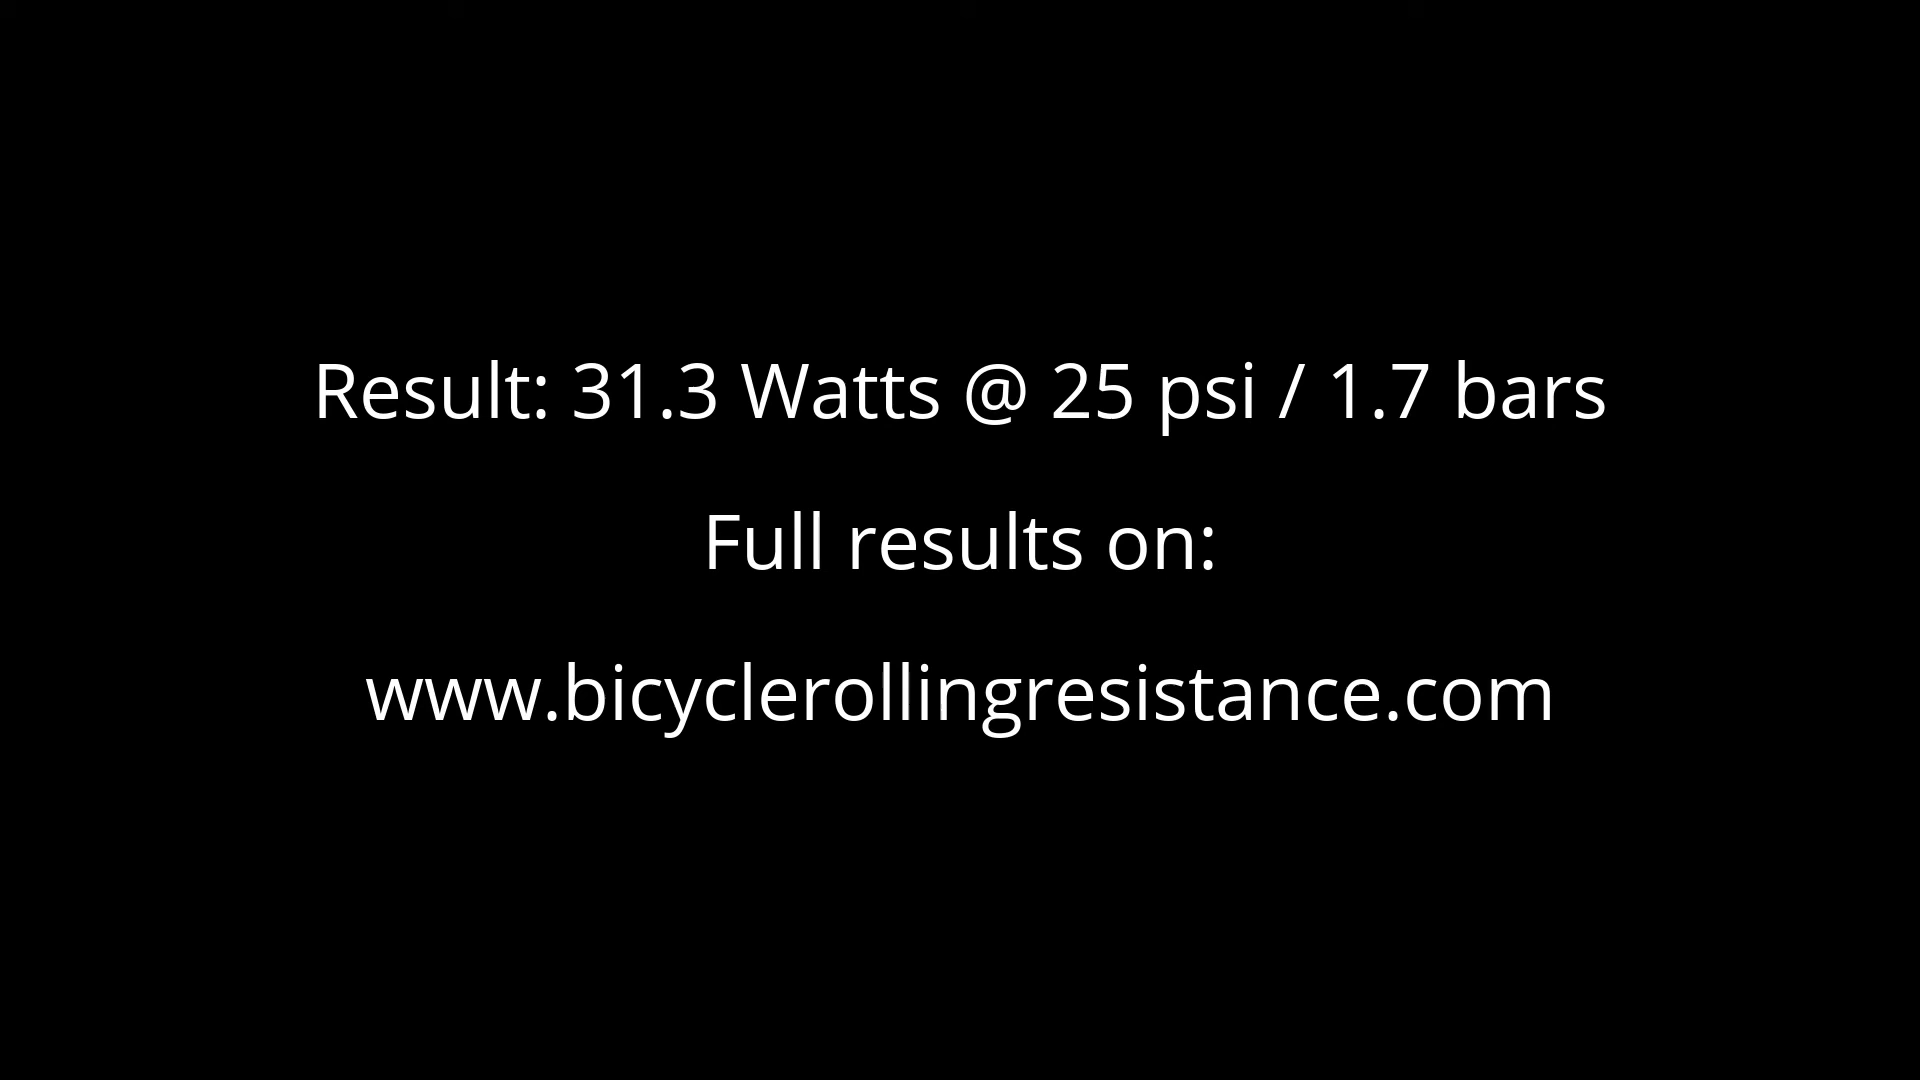 Result: 31.3 Watts @ 25 psi / 1.7 bars
Full results on:
www.bicyclerollingresistance.com